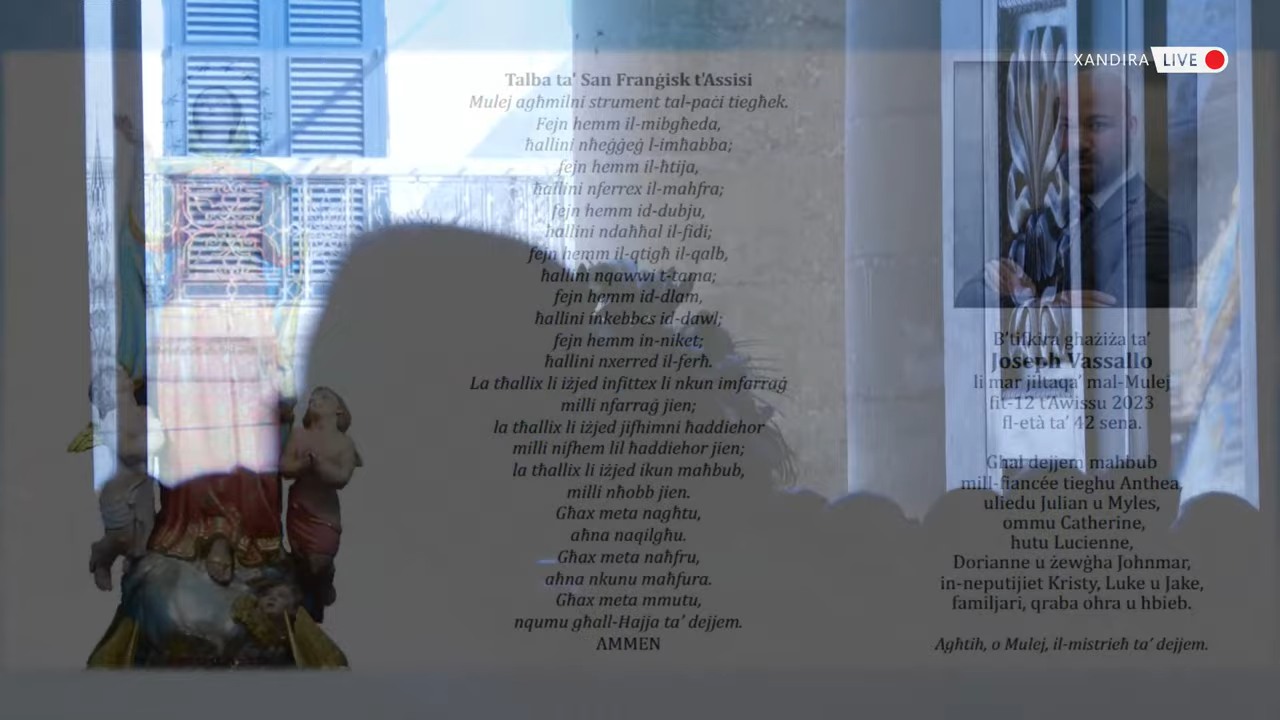 XANDIRA LIVE
Talba ta' San Franġisk t'Assisi
Mulej agħmilni strument tal-paċi tiegħek.
Fejn hemm il-mibgħeda,
ħallini nħeġġeġ l-imħabba;
fejn hemm il-ħtija,
ħallini nferrex il-maħfra;
fejn hemm id-dubju,
ħallini ndaħħal il-fidi;
fejn hemm il-qtigħ il-qalb,
ħallini nqawwi t-tama;
fejn hemm id-dlam,
ħallini inkebbcs id-dawl;
fejn hemm in-niket;
ħallini nxerred il-ferħ.
La tħallix li iżjed infittex li nkun imfarraġ
milli nfarraġ jien;
la tħallix li iżjed jifhimni ħaddieħor
milli nifhem lil ħaddieħor jien;
la tħallix li iżjed ikun maħbub,
milli nħobb jien.
Għax meta nagħtu,
aħna naqilgħu.
Għax meta naħfru,
aħna nkunu maħfura.
Għax meta mmutu,
nqumu għall-Ħajja ta' dejjem.
AMMEN
B'tifkira għażiża ta'
Joseph Vassallo
li mar jiltaqa' mal-Mulej
fit-12 t'Awissu 2023
fl-età ta' 42 sena.
Għal dejjem maħbub
mill-fiancée tiegħu Anthea,
uliedu Julian u Myles,
ommu Catherine,
ħutu Lucienne,
Dorianne u żewġha Johnmar,
in-neputijiet Kristy, Luke u Jake,
familjari, qraba oħra u ħbieb.
Agħtih, o Mulej, il-mistrieħ ta' dejjem.